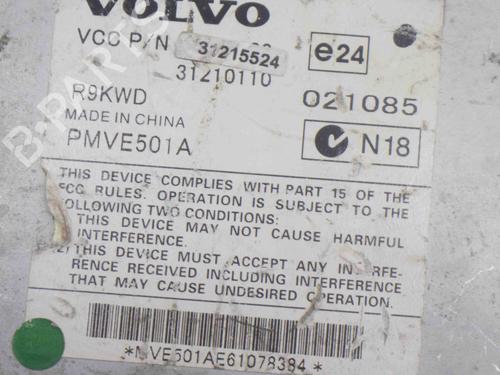 VOLVO
VCC P/N 31215524
e24
31210110
R9KWD 021085
MADE IN CHINA
PMVE501A
N18
THIS DEVICE COMPLIES WITH PART 15 OF THE
FCC RULES. OPERATION IS SUBJECT TO THE
FOLLOWING TWO CONDITIONS:
THIS DEVICE MAY NOT CAUSE HARMFUL
INTERFERENCE.
2) THIS DEVICE MUST ACCEPT ANY INTERFE-
RENCE RECEIVED INCLUDING INTERFERENCE
THAT MAY CAUSE UNDESIRED OPERATION.
*MVE501AE61078384*
B-PARTS